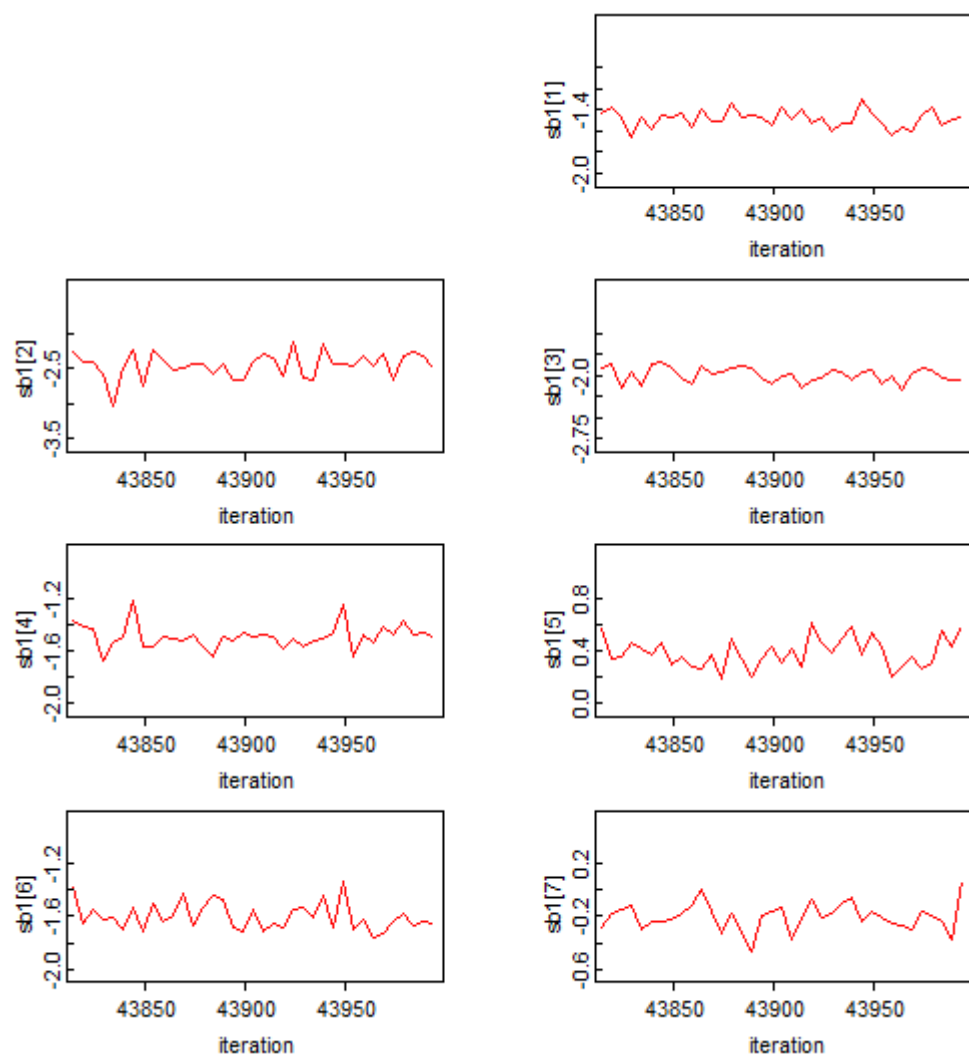 sb1[1]
-1.4
-2.0
43850 43900 43950
iteration
sb1[2]
-2.5
-3.5
43850 43900 43950
iteration
sb1[3]
-2.0
-2.75
43850 43900 43950
iteration
sb1[4]
-1.2
-1.6
-2.0
43850 43900 43950
iteration
sb1[5]
0.8
0.4
0.0
43850 43900 43950
iteration
sb1[6]
-1.2
-1.6
-2.0
43850 43900 43950
iteration
sb1[7]
0.2
-0.2
-0.6
43850 43900 43950
iteration